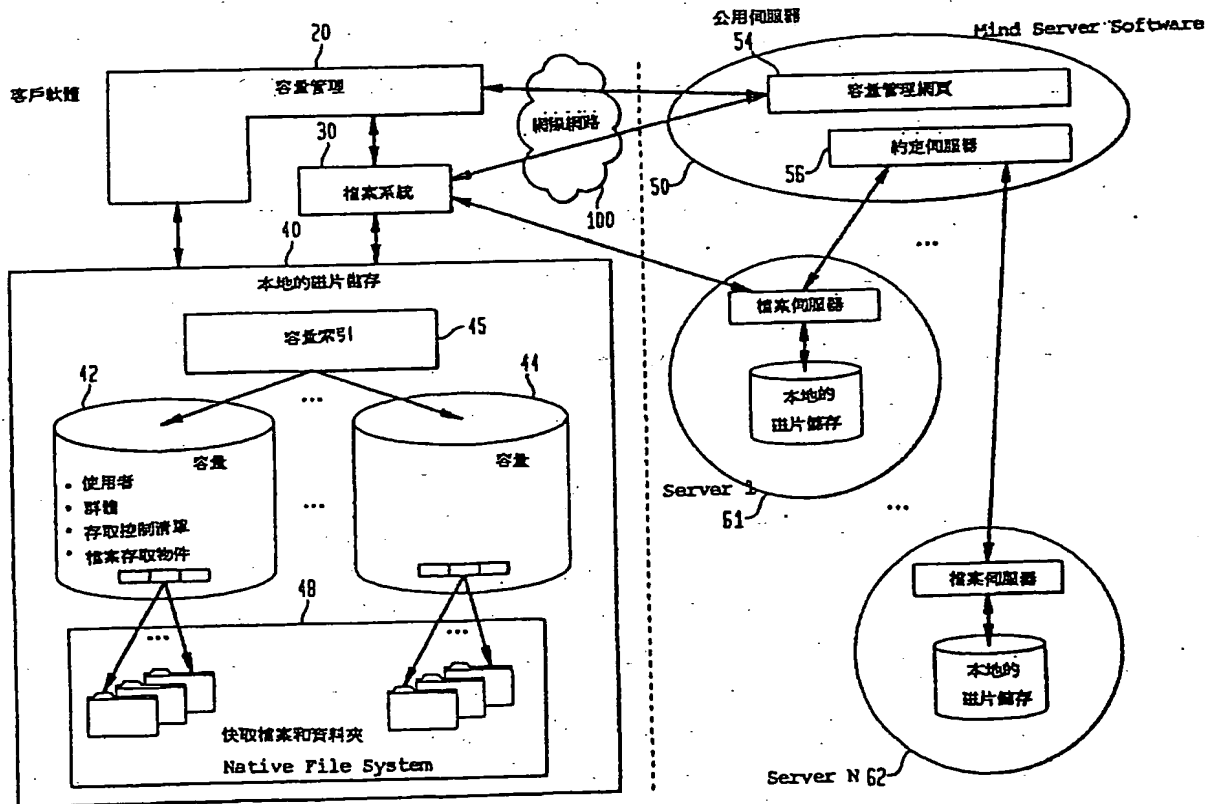 公用伺服器
Mind Server Software
20
54
客戶軟體
容量管理
容量管理網頁
網際網路
30
約定伺服器
56
50
檔案系統
100
40
...
本地的磁片儲存
檔案伺服器
容量索引
45
42
44
...
本地的
磁片儲存
容量
容量
• 使用者
• 群體
• 存取控制清單
• 檔案存取物件
...
Server 1
61
...
48
檔案伺服器
...
...
本地的
磁片儲存
快取檔案和資料夾
Native File System
Server N 62